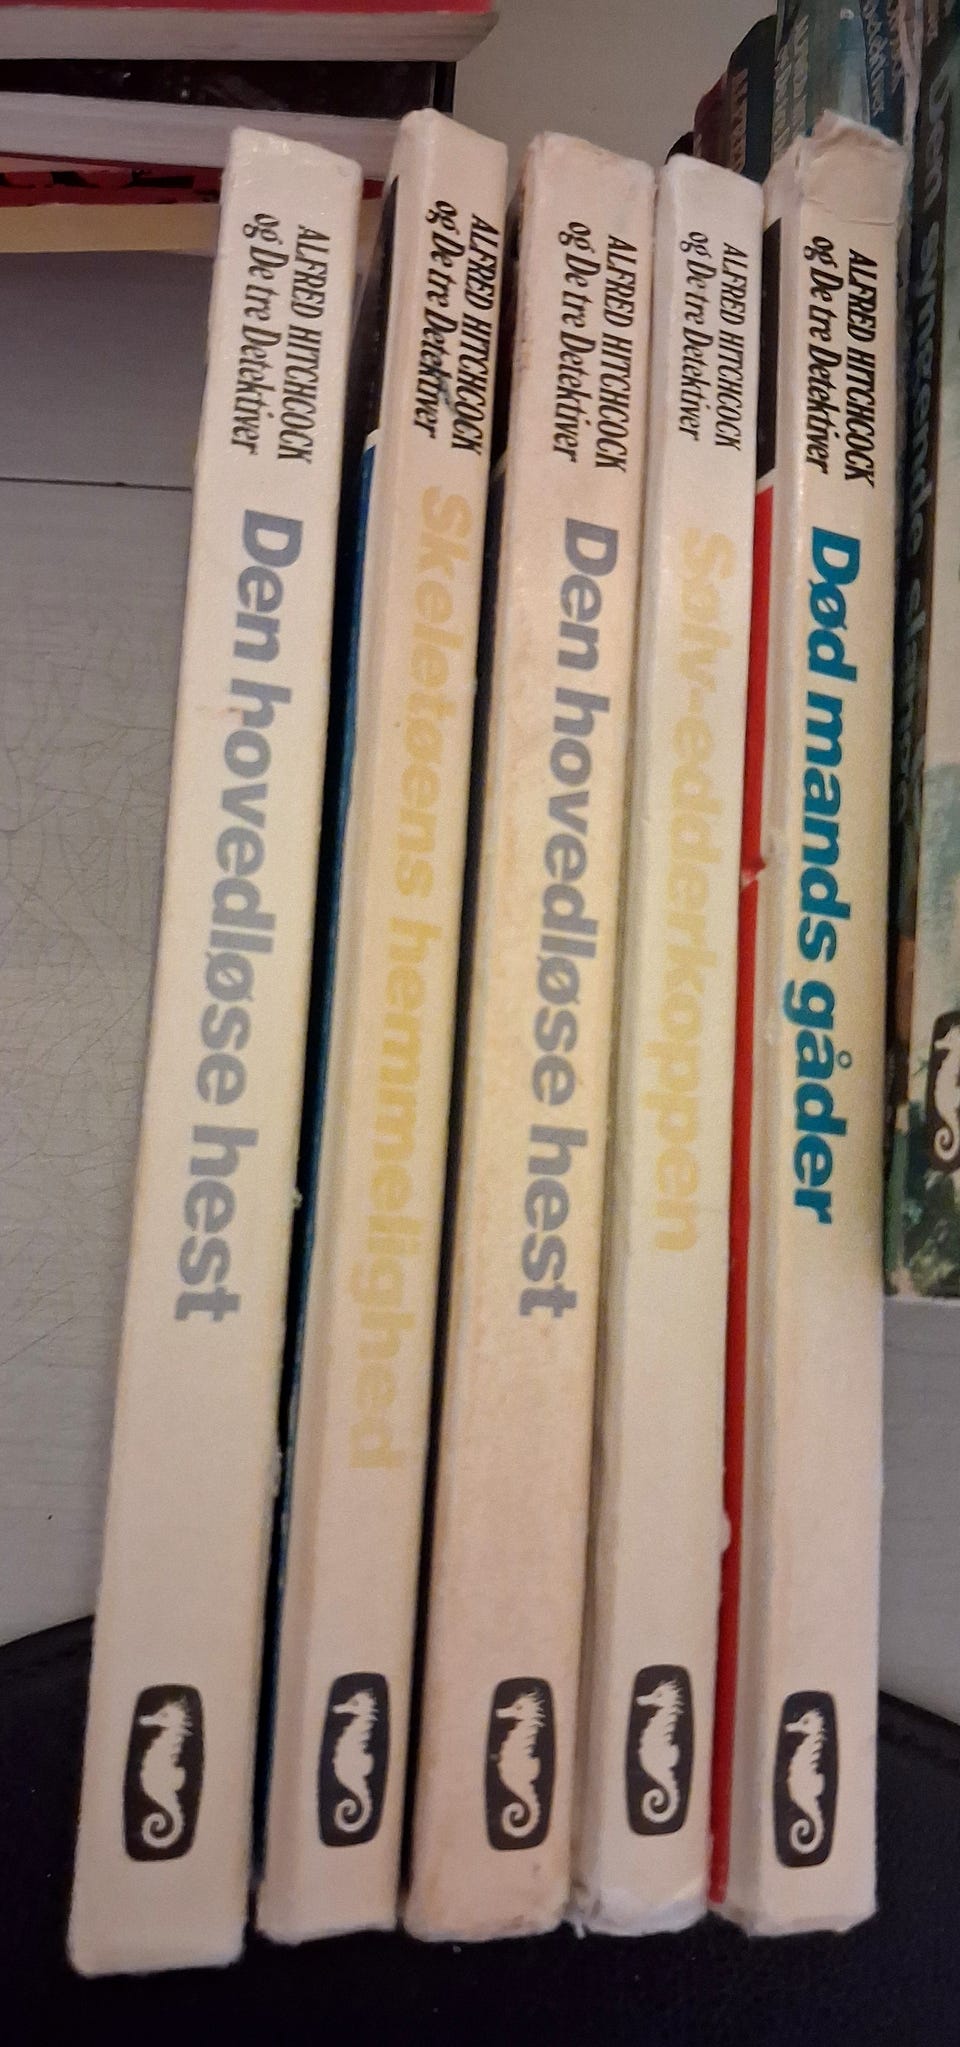 ALFRED HITCHCOCK
og De tre Detektiver
Den hovedløse hest
ALFRED HITCHCOCK
og De tre Detektiver
Skeletøens hemmelighed
ALFRED HITCHCOCK
og De tre Detektiver
Den hovedløse hest
ALFRED HITCHCOCK
og De tre Detektiver
Sølv-edderkoppen
ALFRED HITCHCOCK
og De tre Detektiver
Død mands gåder
Den svnrende